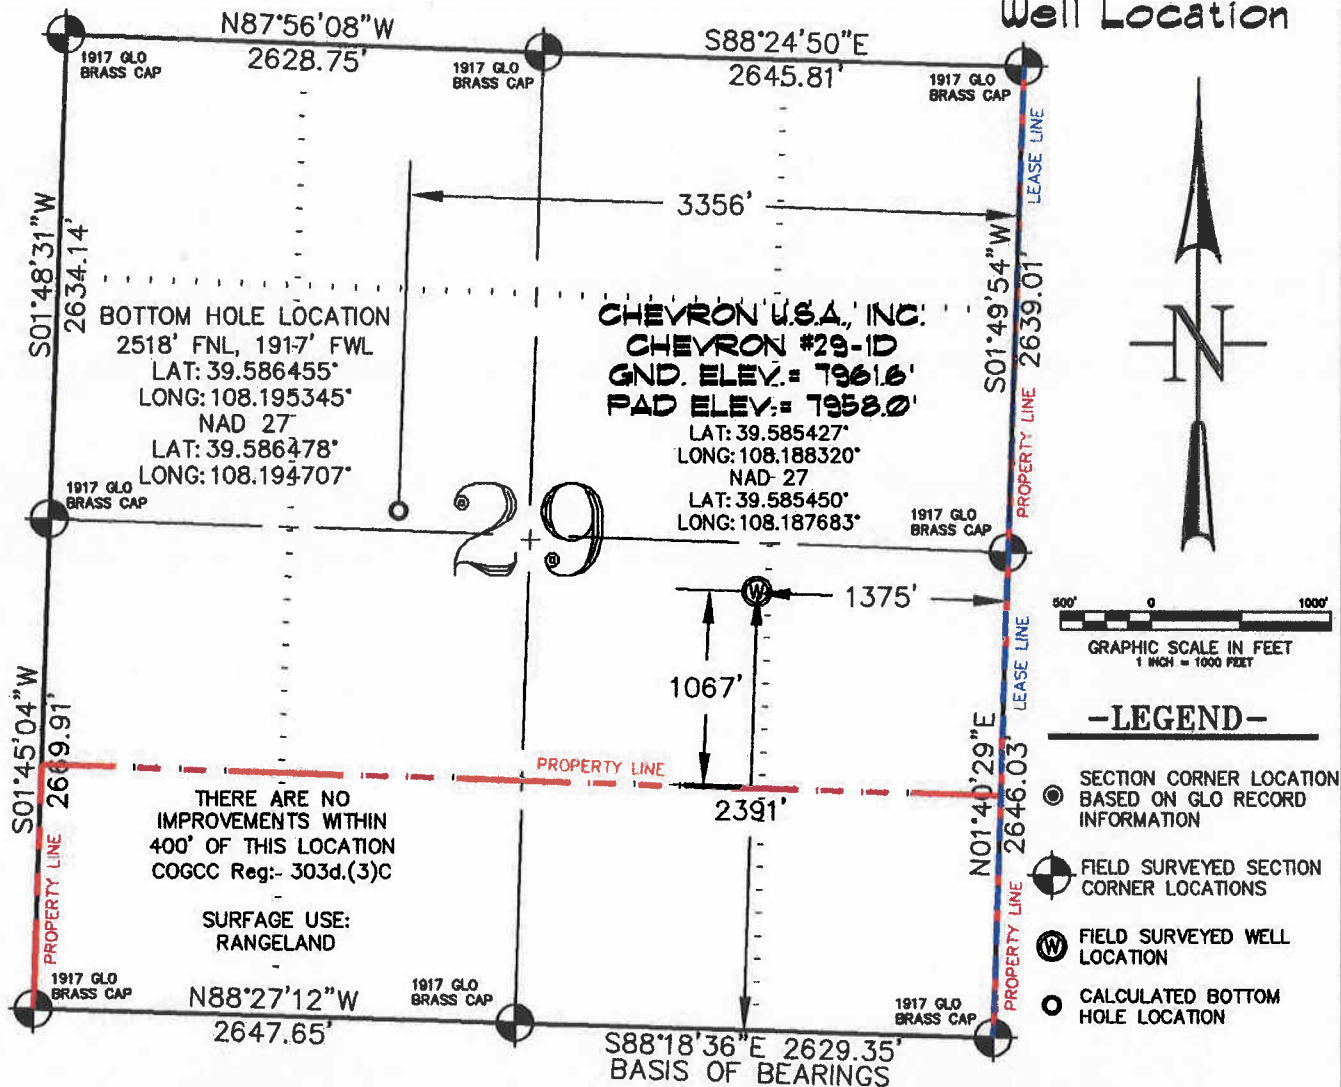 Well Location
N87°56'08"W
2628.75'
S88°24'50"E
2645.81'
1917 GLO
BRASS CAP
1917 GLO
BRASS CAP
1917 GLO
BRASS CAP
LEASE LINE
3356'
S01°48'31"W
2634.14'
S01°49'54"W
2639.01'
BOTTOM HOLE LOCATION
2518' FNL, 1917' FWL
LAT: 39.586455°
LONG: 108.195345°
NAD 27
LAT: 39.586478°
LONG: 108.194707°
CHEVRON U.S.A., INC.
CHEVRON #29-1D
GND. ELEV.= 7961.6'
PAD ELEV.= 7958.0'
LAT: 39.585427°
LONG: 108.188320°
NAD 27
LAT: 39.585450°
LONG: 108.187683°
PROPERTY LINE
N
1917 GLO
BRASS CAP
29
1917 GLO
BRASS CAP
W
1375'
1067'
LEASE LINE
500' 0 1000'
GRAPHIC SCALE IN FEET
1 INCH = 1000 FEET
S01°45'04"W
2669.91'
PROPERTY LINE
2391'
N01°40'29"E
2646.03'
THERE ARE NO
IMPROVEMENTS WITHIN
400' OF THIS LOCATION
COGCC Reg:- 303d.(3)C
SURFAGE USE:
RANGELAND
PROPERTY LINE
PROPERTY LINE
1917 GLO
BRASS CAP
N88°27'12"W
2647.65'
1917 GLO
BRASS CAP
1917 GLO
BRASS CAP
S88°18'36"E 2629.35'
BASIS OF BEARINGS
-LEGEND-
SECTION CORNER LOCATION
BASED ON GLO RECORD
INFORMATION
FIELD SURVEYED SECTION
CORNER LOCATIONS
W
FIELD SURVEYED WELL
LOCATION
CALCULATED BOTTOM
HOLE LOCATION